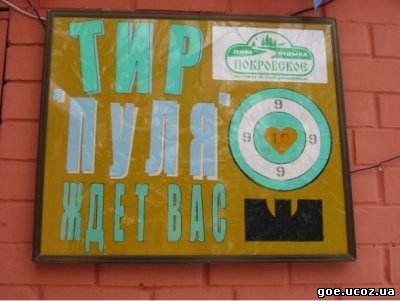 ТИР
"ПУЛЯ"
ЖДЕТ ВАС
ПОКРОВСКОЕ
9
9 10 9
9
goe.ucoz.ua